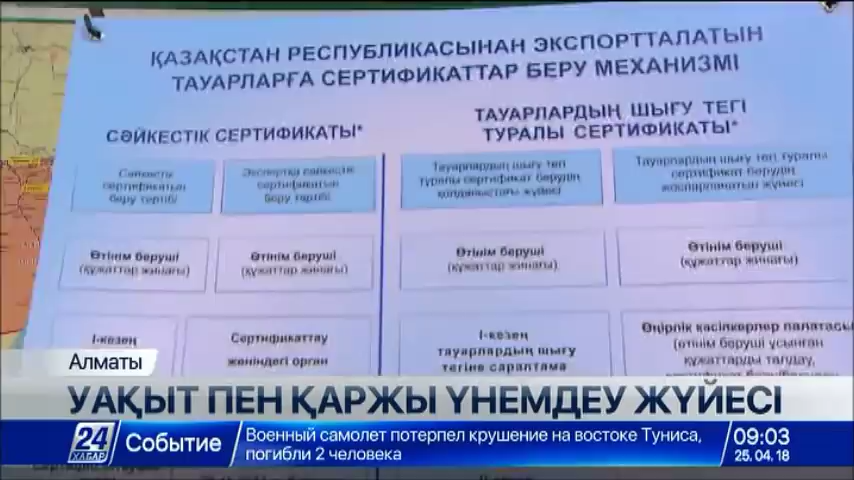 ҚАЗАҚСТАН РЕСПУБЛИКАСЫНАН ЭКСПОРТТАЛАТЫН
ТАУАРЛАРҒА СЕРТИФИКАТТАР БЕРУ МЕХАНИЗМІ
СӘЙКЕСТІК СЕРТИФИКАТЫ*
ТАУАРЛАРДЫҢ ШЫҒУ ТЕГІ
ТУРАЛЫ СЕРТИФИКАТЫ*
Сәйкестік
сертификатын
беру тәртібі
Экспортқа сәйкестік
сертификатын
беру тәртібі
Тауарлардың шығу тегі
туралы сертификат берудің
қолданыстағы жүйесі
Тауарлардың шығу тегі туралы
сертификат берудің
жоспарланатын жүйесі
Өтінім беруші
(құжаттар жинағы)
Өтінім беруші
(құжаттар жинағы)
Өтінім беруші
(құжаттар жинағы)
Өтінім беруші
(құжаттар жинағы)
І-кезең
Сертификаттау
жөніндегі орган
І-кезең
тауарлардың шығу
тегіне сараптама
Өңірлік кәсіпкерлер палатасы
(өтінім беруші ұсынған
құжаттарды талдау,
Алматы
УАҚЫТ ПЕН ҚАРЖЫ ҮНЕМДЕУ ЖҮЙЕСІ
24
ХАБАР
Событие
Военный самолет потерпел крушение на востоке Туниса,
погибли 2 человека
09:03
25.04.18